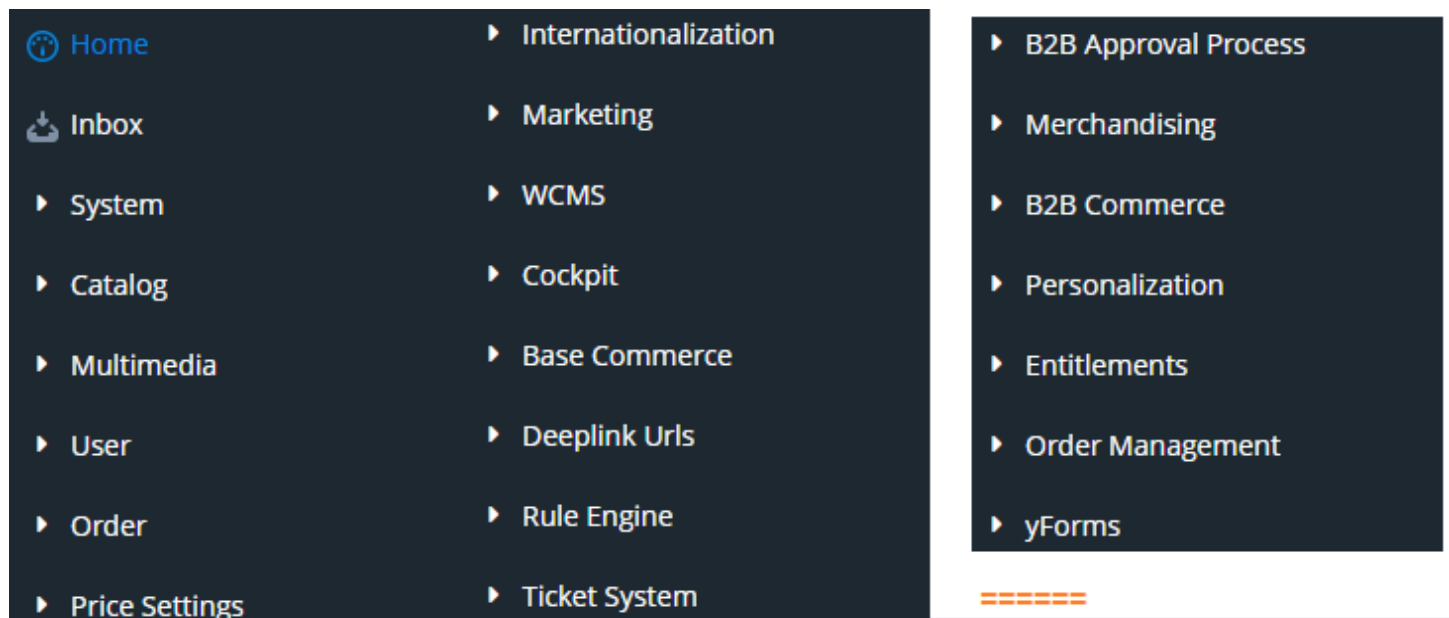 Home
Inbox
System
Catalog
Multimedia
User
Order
Price Settings
Internationalization
Marketing
WCMS
Cockpit
Base Commerce
Deeplink Urls
Rule Engine
Ticket System
B2B Approval Process
Merchandising
B2B Commerce
Personalization
Entitlements
Order Management
yForms
======